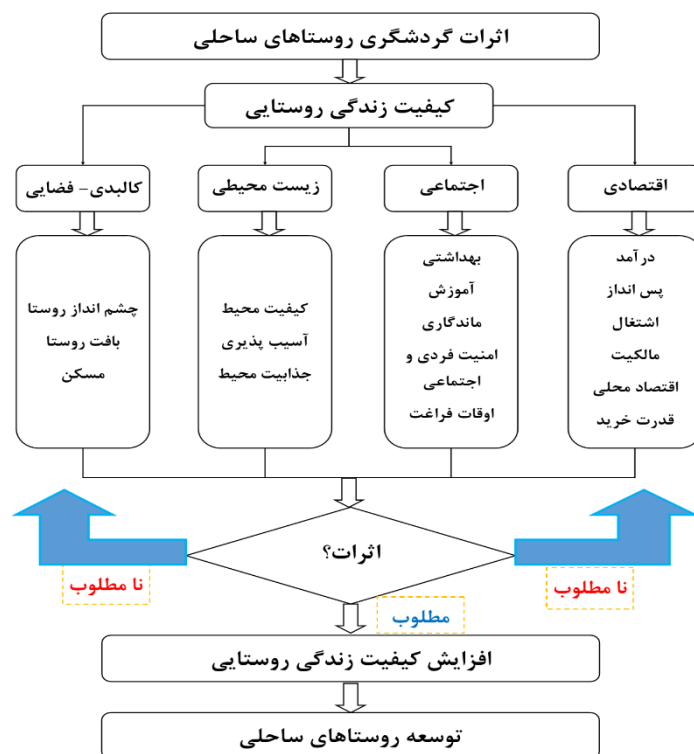 اثرات گردشگری روستاهای ساحلی
کیفیت زندگی روستایی
اقتصادی
اجتماعی
زیست محیطی
کالبدی- فضایی
درآمد
پس انداز
اشتغال
مالکیت
اقتصاد محلی
قدرت خرید
بهداشتی
آموزش
ماندگاری
امنیت فردی و
اجتماعی
اوقات فراغت
کیفیت محیط
آسیب پذیری
جذابیت محیط
چشم انداز روستا
بافت روستا
مسکن
اثرات؟
نا مطلوب
نا مطلوب
مطلوب
افزایش کیفیت زندگی روستایی
توسعه روستاهای ساحلی